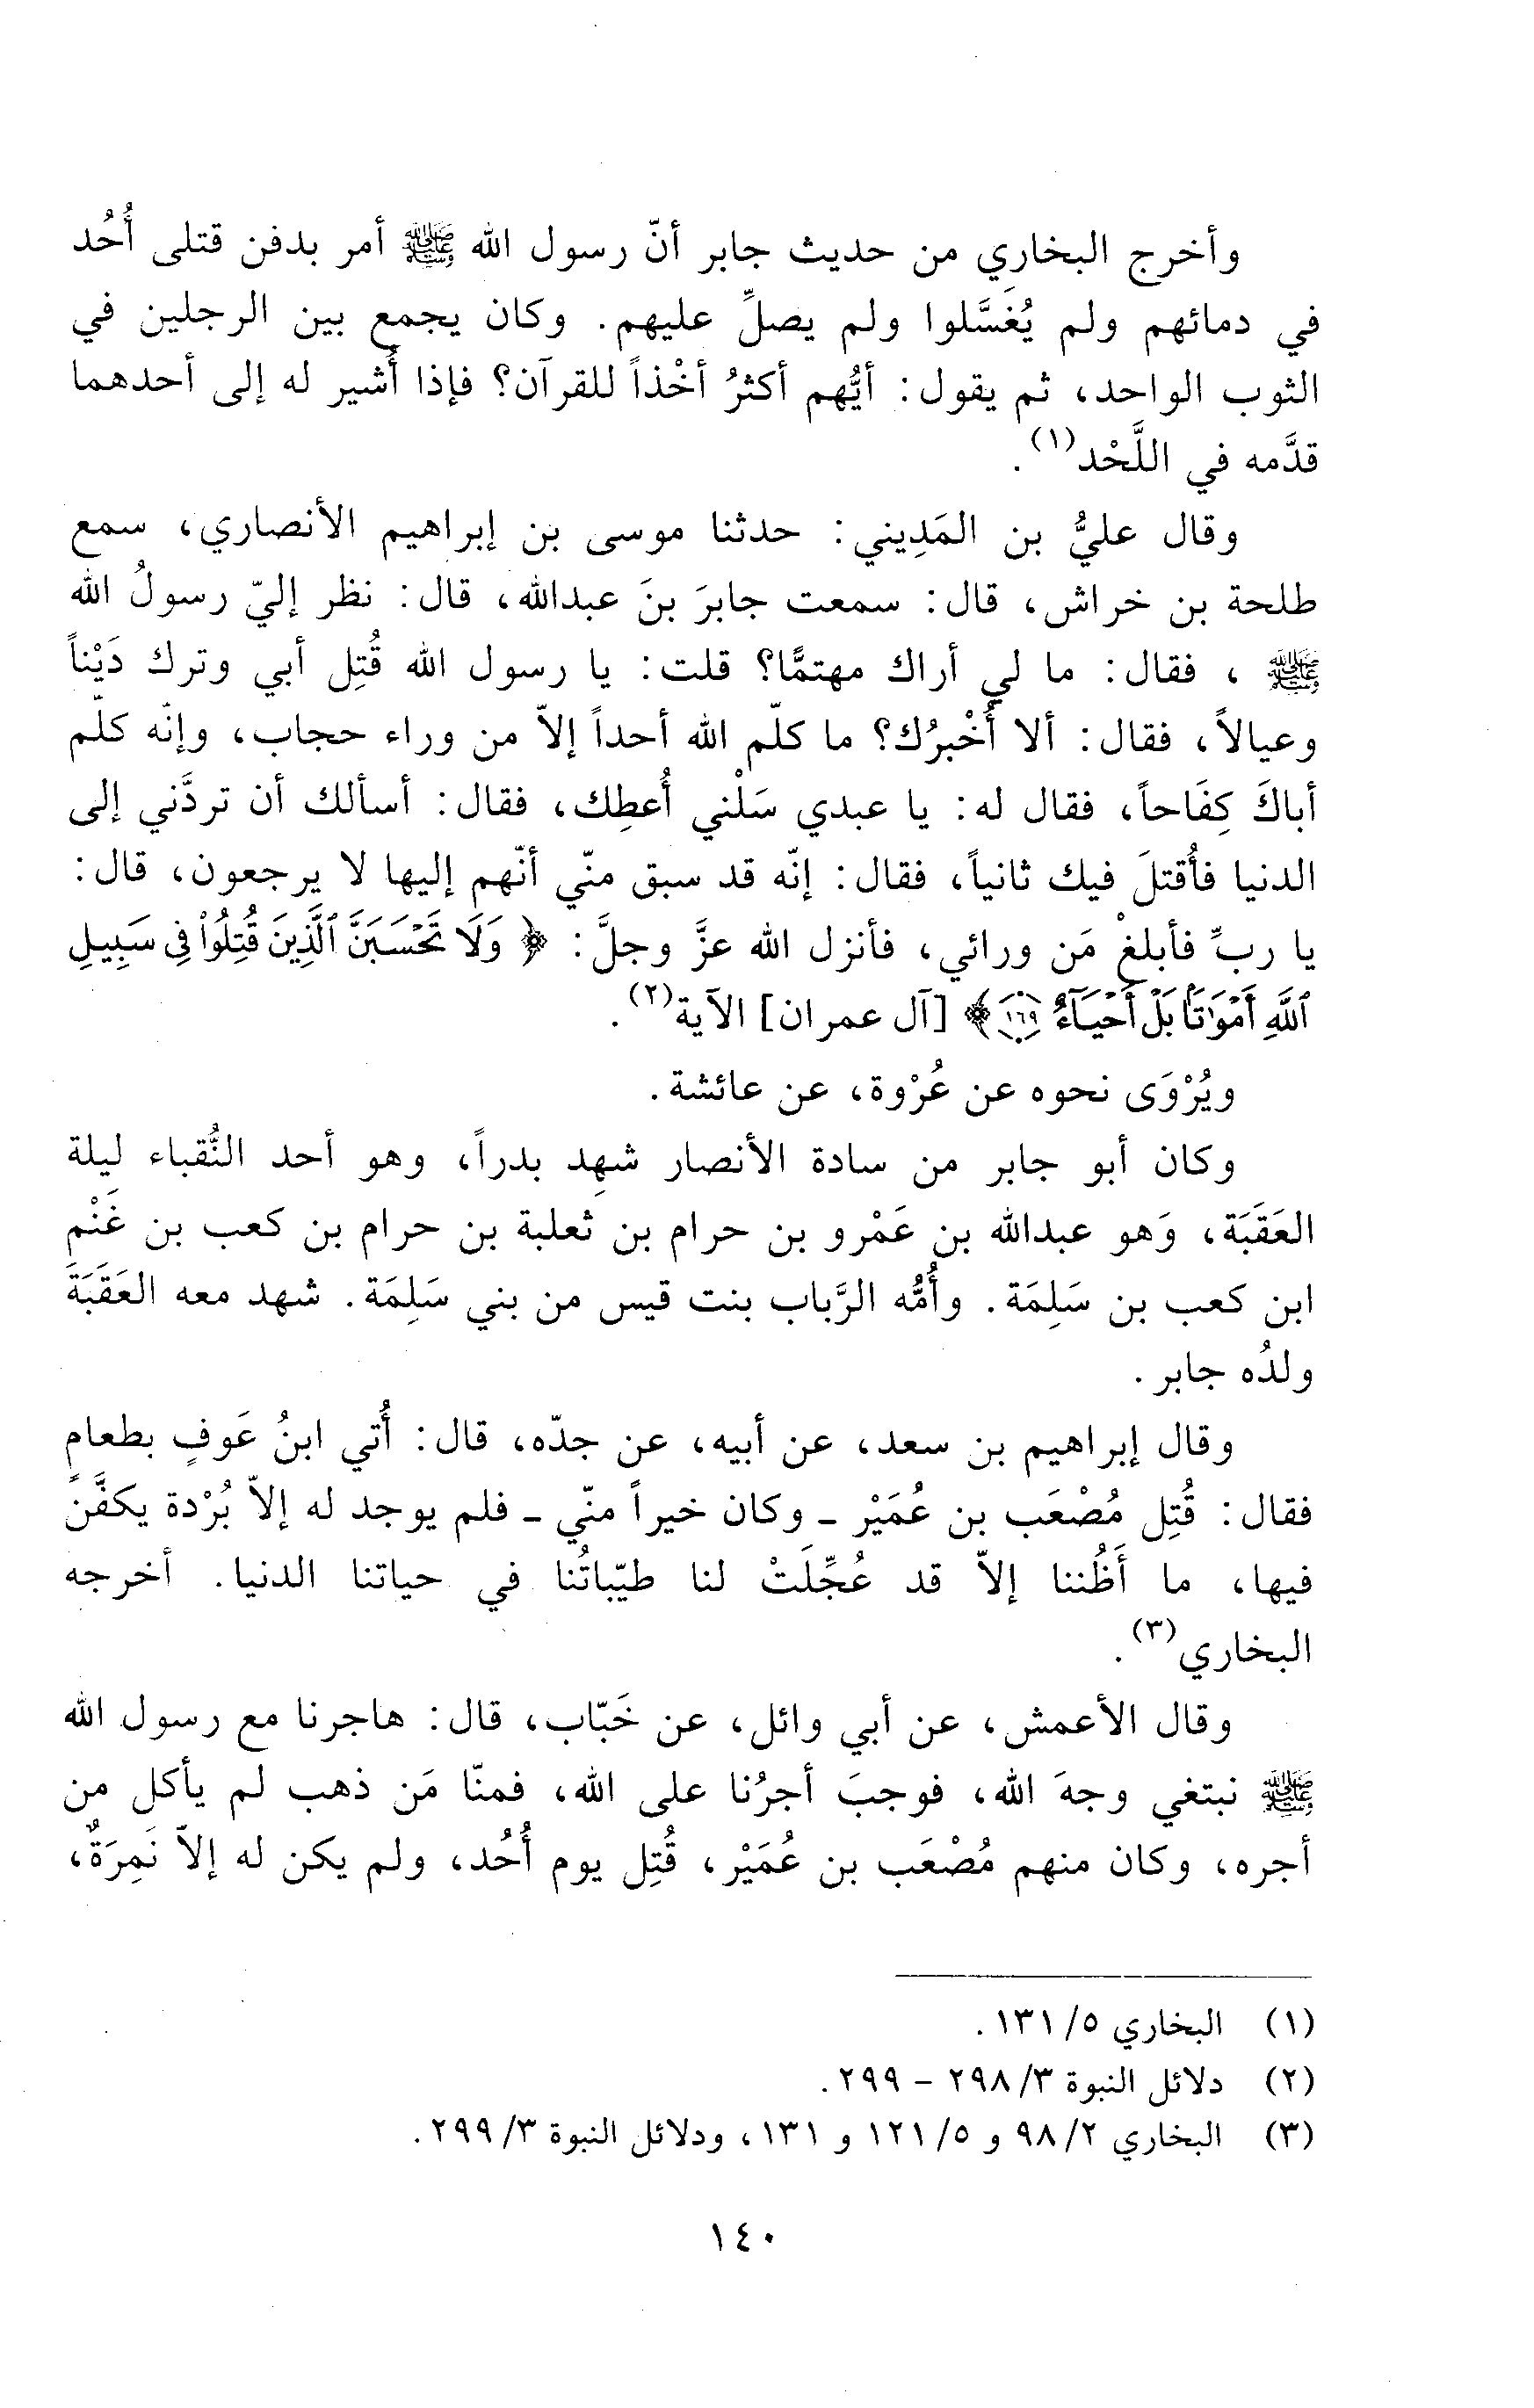 وأخرج البخاري من حديث جابر أنّ رسول الله ﷺ أمر بدفن قتلى أُحُد
في دمائهم ولم يُغَسَّلوا ولم يصلِّ عليهم. وكان يجمع بين الرجلين في
الثوب الواحد، ثم يقول: أيُّهم أكثرُ أخْذاً للقرآن؟ فإذا أُشير له إلى أحدهما
قدَّمه في اللَّحْد(١).
وقال عليُّ بن المَدِيني: حدثنا موسى بن إبراهيم الأنصاري، سمع
طلحة بن خراش، قال: سمعت جابرَ بنَ عبدالله، قال: نظر إليّ رسولُ الله
ﷺ، فقال: ما لي أراك مهتمًّا؟ قلت: يا رسول الله قُتِل أبي وترك دَيْناً
وعيالاً، فقال: ألا أُخْبرُك؟ ما كلّم الله أحداً إلاّ من وراء حجاب، وإنّه كلّم
أباكَ كِفَاحاً، فقال له: يا عبدي سَلْني أُعطِك، فقال: أسألك أن تردَّني إلى
الدنيا فأُقتلَ فيك ثانياً، فقال: إنّه قد سبق منّي أنّهم إليها لا يرجعون، قال:
يا ربِّ فأبلغْ مَن ورائي، فأنزل الله عزَّ وجلَّ: ﴿ وَلَا تَحْسَبَنَّ ٱلَّذِينَ قُتِلُوا۟ فِى سَبِيلِ
ٱللَّهِ أَمْوَٰتًۢا بَلْ أَحْيَآءٌ ١٦٩﴾ [آل عمران] الآية(٢).
ويُرْوَى نحوه عن عُرْوة، عن عائشة.
وكان أبو جابر من سادة الأنصار شهِد بدراً، وهو أحد النُّقباء ليلة
العَقَبَة، وَهو عبدالله بن عَمْرو بن حرام بن ثعلبة بن حرام بن كعب بن غَنْم
ابن كعب بن سَلِمَة. وأُمُّه الرَّباب بنت قيس من بني سَلِمَة. شهد معه العَقَبَةَ
ولدُه جابر.
وقال إبراهيم بن سعد، عن أبيه، عن جدّه، قال: أُتي ابنُ عَوفٍ بطعامٍ
فقال: قُتِل مُصْعَب بن عُمَيْر ـ وكان خيراً منّي ـ فلم يوجد له إلاّ بُرْدة يكفَّن
فيها، ما أَظُننا إلاّ قد عُجِّلَتْ لنا طيّباتُنا في حياتنا الدنيا. أخرجه
البخاري(٣).
وقال الأعمش، عن أبي وائل، عن خَبّاب، قال: هاجرنا مع رسول الله
ﷺ نبتغي وجهَ الله، فوجبَ أجرُنا على الله، فمنّا مَن ذهب لم يأكل من
أجره، وكان منهم مُصْعَب بن عُمَيْر، قُتِل يوم أُحُد، ولم يكن له إلاّ نَمِرَةٌ،
(١) البخاري ٥/ ١٣١.
(٢) دلائل النبوة ٣/ ٢٩٨ - ٢٩٩.
(٣) البخاري ٢/ ٩٨ و ٥/ ١٢١ و ١٣١، ودلائل النبوة ٣/ ٢٩٩.
١٤٠